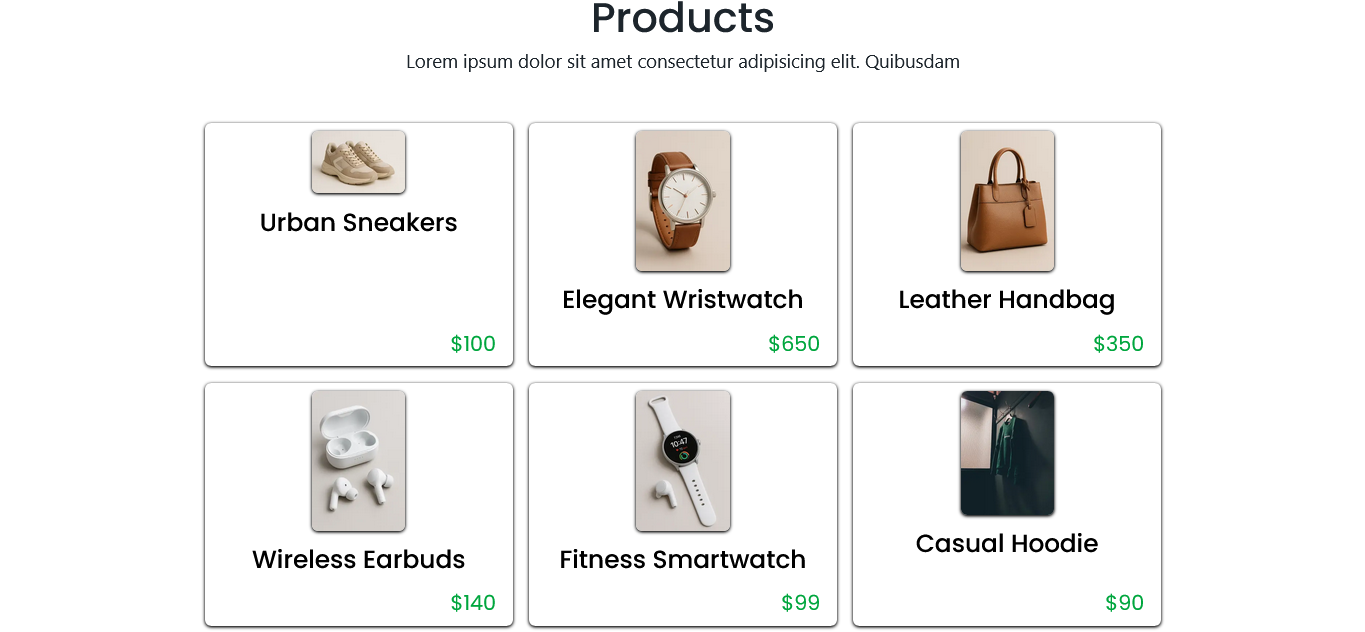 Products
Lorem ipsum dolor sit amet consectetur adipisicing elit. Quibusdam
Urban Sneakers
$100
Elegant Wristwatch
$650
Leather Handbag
$350
Wireless Earbuds
$140
10:47
Fitness Smartwatch
$99
Casual Hoodie
$90